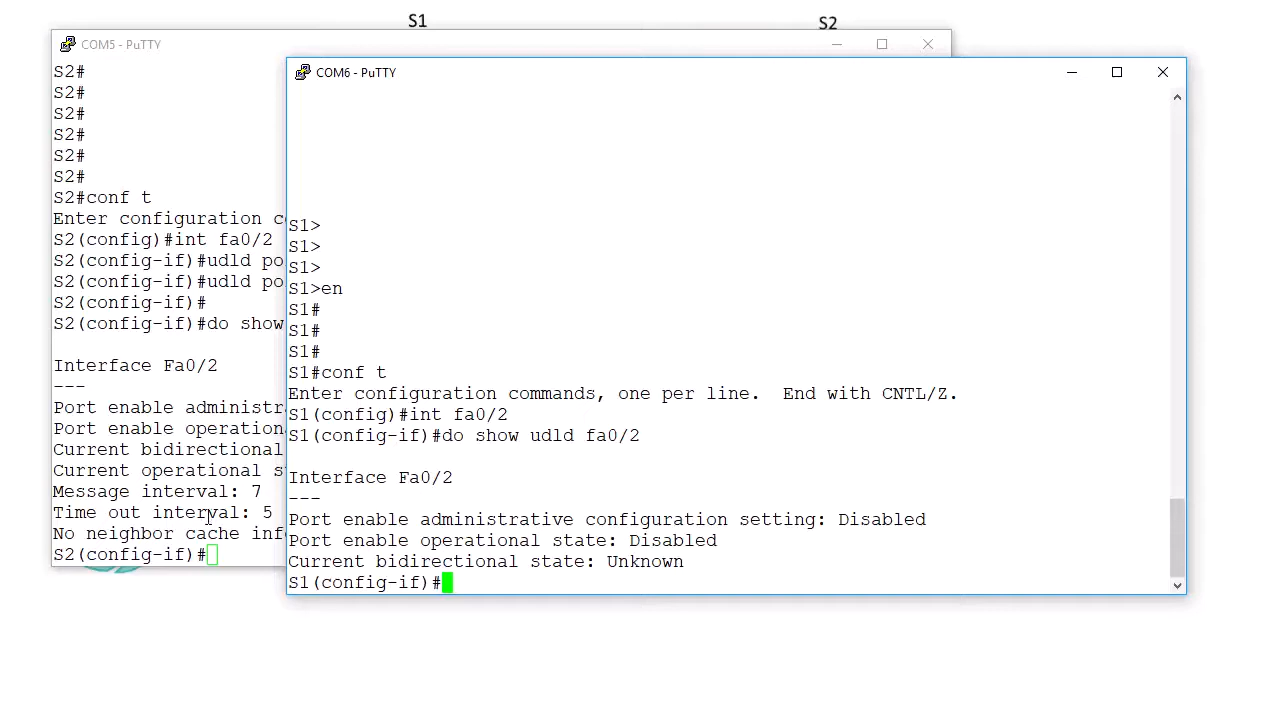 S1
S2
COM5 - PuTTY
S2#
S2#
S2#
S2#
S2#
S2#
S2#conf t
Enter configuration c
S2(config)#int fa0/2
S2(config-if)#udld po
S2(config-if)#udld po
S2(config-if)#
S2(config-if)#do show
Interface Fa0/2
---
Port enable administr
Port enable operation
Current bidirectional
Current operational s
Message interval: 7
Time out interval: 5
No neighbor cache inf
S2(config-if)#
COM6 - PuTTY
S1>
S1>
S1>
S1>en
S1#
S1#
S1#
S1#conf t
Enter configuration commands, one per line.  End with CNTL/Z.
S1(config)#int fa0/2
S1(config-if)#do show udld fa0/2
Interface Fa0/2
---
Port enable administrative configuration setting: Disabled
Port enable operational state: Disabled
Current bidirectional state: Unknown
S1(config-if)#